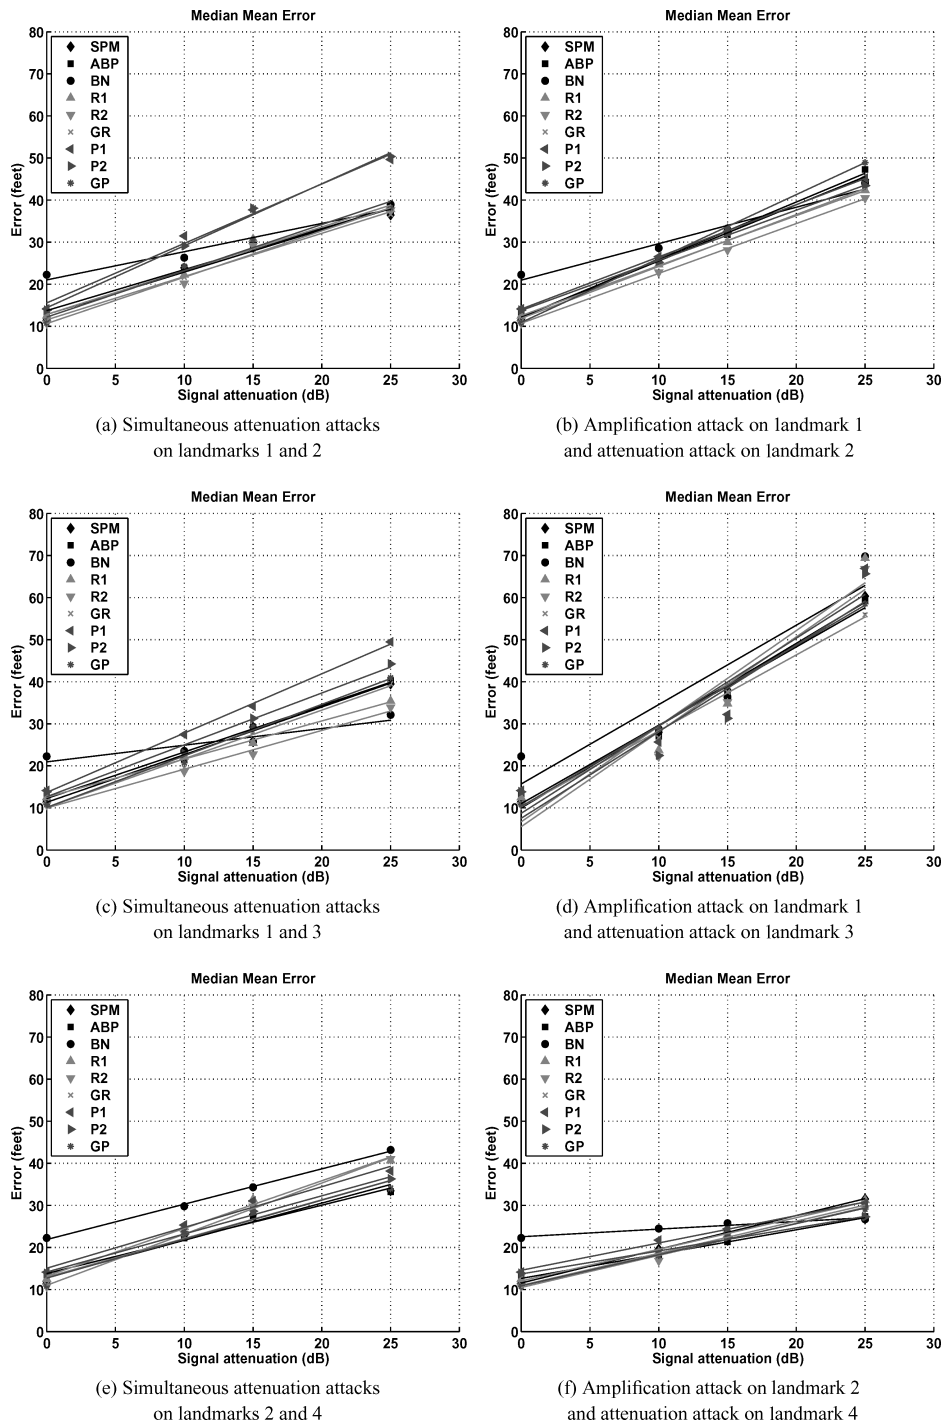 Median Mean Error
80
70
60
50
40
30
20
10
0
Error (feet)
SPM
ABP
BN
R1
R2
GR
P1
P2
GP
0 5 10 15 20 25 30
Signal attenuation (dB)
(a) Simultaneous attenuation attacks
on landmarks 1 and 2
Median Mean Error
80
70
60
50
40
30
20
10
0
Error (feet)
SPM
ABP
BN
R1
R2
GR
P1
P2
GP
0 5 10 15 20 25 30
Signal attenuation (dB)
(b) Amplification attack on landmark 1
and attenuation attack on landmark 2
Median Mean Error
80
70
60
50
40
30
20
10
0
Error (feet)
SPM
ABP
BN
R1
R2
GR
P1
P2
GP
0 5 10 15 20 25 30
Signal attenuation (dB)
(c) Simultaneous attenuation attacks
on landmarks 1 and 3
Median Mean Error
80
70
60
50
40
30
20
10
0
Error (feet)
SPM
ABP
BN
R1
R2
GR
P1
P2
GP
0 5 10 15 20 25 30
Signal attenuation (dB)
(d) Amplification attack on landmark 1
and attenuation attack on landmark 3
Median Mean Error
80
70
60
50
40
30
20
10
0
Error (feet)
SPM
ABP
BN
R1
R2
GR
P1
P2
GP
0 5 10 15 20 25 30
Signal attenuation (dB)
(e) Simultaneous attenuation attacks
on landmarks 2 and 4
Median Mean Error
80
70
60
50
40
30
20
10
0
Error (feet)
SPM
ABP
BN
R1
R2
GR
P1
P2
GP
0 5 10 15 20 25 30
Signal attenuation (dB)
(f) Amplification attack on landmark 2
and attenuation attack on landmark 4